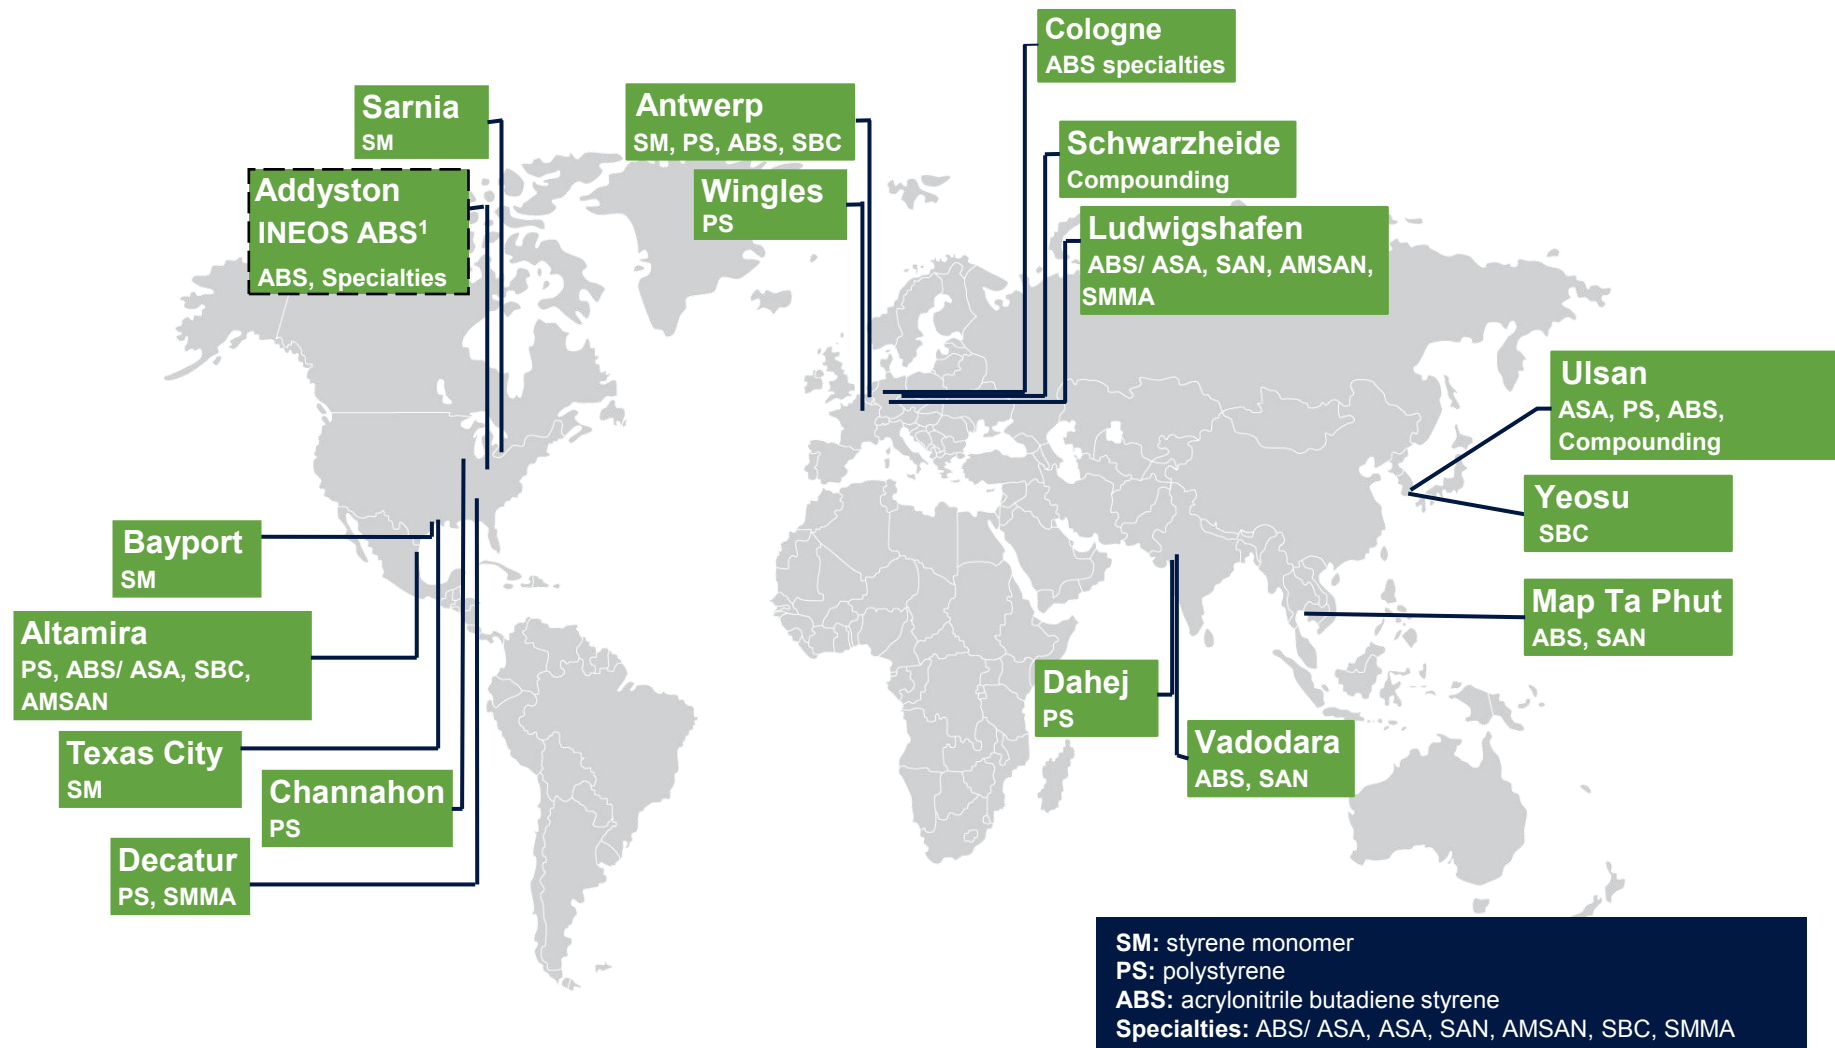 Cologne
ABS specialties
Sarnia
SM
Antwerp
SM, PS, ABS, SBC
Schwarzheide
Compounding
Addyston
INEOS ABS¹
ABS, Specialties
Wingles
PS
Ludwigshafen
ABS/ ASA, SAN, AMSAN,
SMMA
Ulsan
ASA, PS, ABS,
Compounding
Yeosu
SBC
Bayport
SM
Map Ta Phut
ABS, SAN
Altamira
PS, ABS/ ASA, SBC,
AMSAN
Dahej
PS
Vadodara
ABS, SAN
Texas City
SM
Channahon
PS
Decatur
PS, SMMA
SM: styrene monomer
PS: polystyrene
ABS: acrylonitrile butadiene styrene
Specialties: ABS/ ASA, ASA, SAN, AMSAN, SBC, SMMA